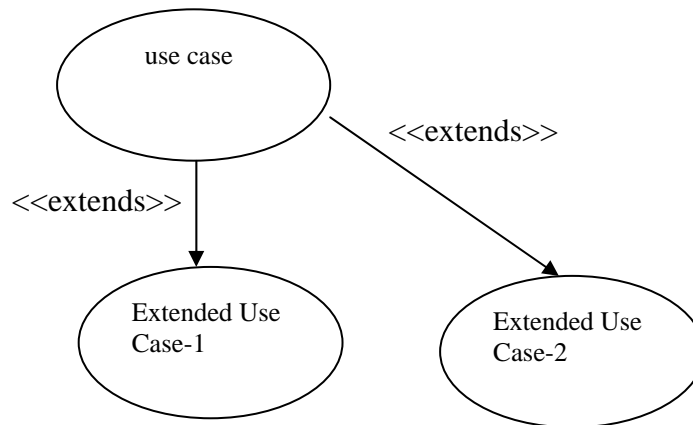 use case
<<extends>>
<<extends>>
Extended Use
Case-1
Extended Use
Case-2